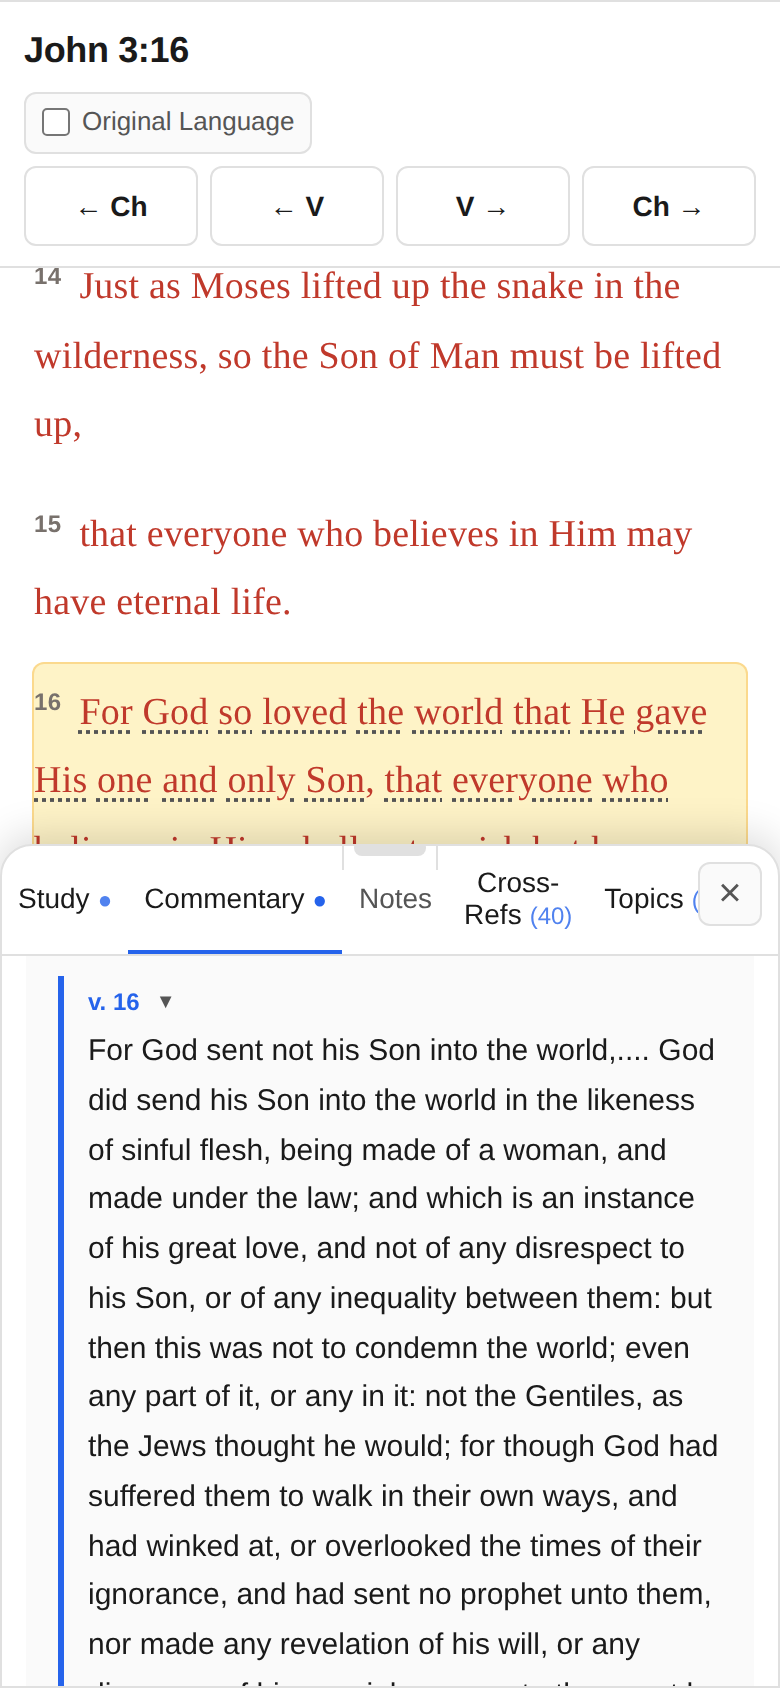 John 3:16
Original Language
← Ch
← V
V →
Ch →
14 Just as Moses lifted up the snake in the
wilderness, so the Son of Man must be lifted
up,
15 that everyone who believes in Him may
have eternal life.
16 For God so loved the world that He gave
His one and only Son, that everyone who
Study
Commentary
Notes
Cross-
Refs (40)
Topics (
✕
v. 16 ▼
For God sent not his Son into the world,.... God
did send his Son into the world in the likeness
of sinful flesh, being made of a woman, and
made under the law; and which is an instance
of his great love, and not of any disrespect to
his Son, or of any inequality between them: but
then this was not to condemn the world; even
any part of it, or any in it: not the Gentiles, as
the Jews thought he would; for though God had
suffered them to walk in their own ways, and
had winked at, or overlooked the times of their
ignorance, and had sent no prophet unto them,
nor made any revelation of his will, or any